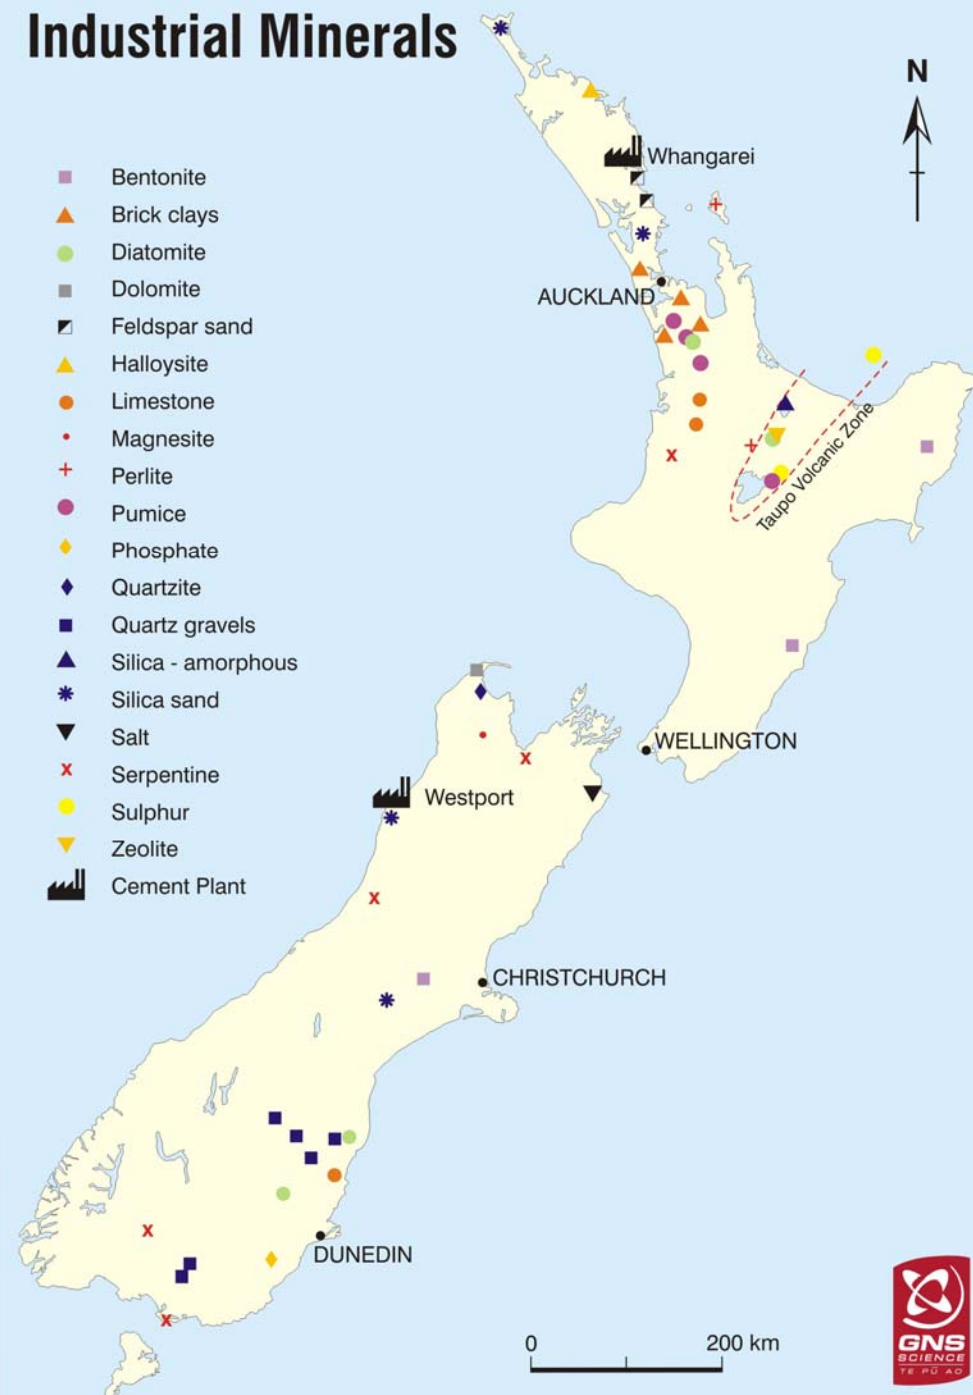 Industrial Minerals
N
Bentonite
Brick clays
Diatomite
Dolomite
Feldspar sand
Halloysite
Limestone
Magnesite
Perlite
Pumice
Phosphate
Quartzite
Quartz gravels
Silica - amorphous
Silica sand
Salt
Serpentine
Sulphur
Zeolite
Cement Plant
Whangarei
AUCKLAND
Taupo Volcanic Zone
WELLINGTON
Westport
CHRISTCHURCH
DUNEDIN
0 200 km
GNS
SCIENCE
TE PŪ AO